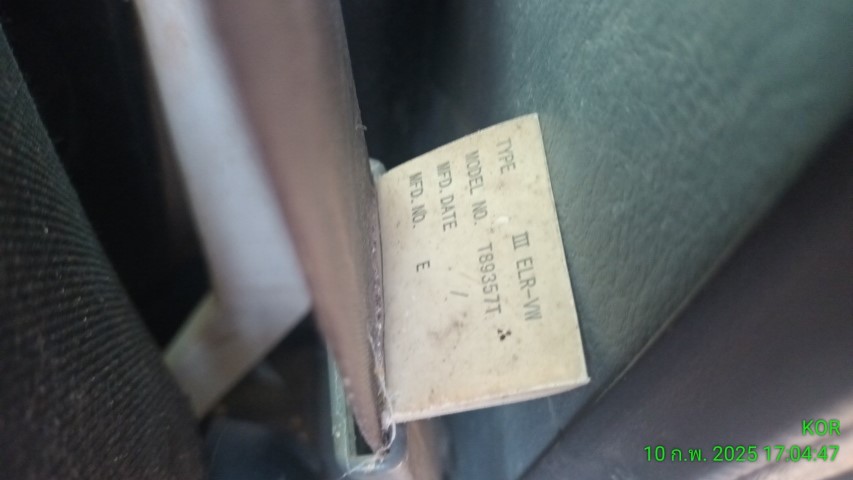 TYPE III ELR-VW
MODEL NO. T89357T
MFD. DATE /
MFD. NO. E
KOR
10 ก.พ. 2025 17.04.47